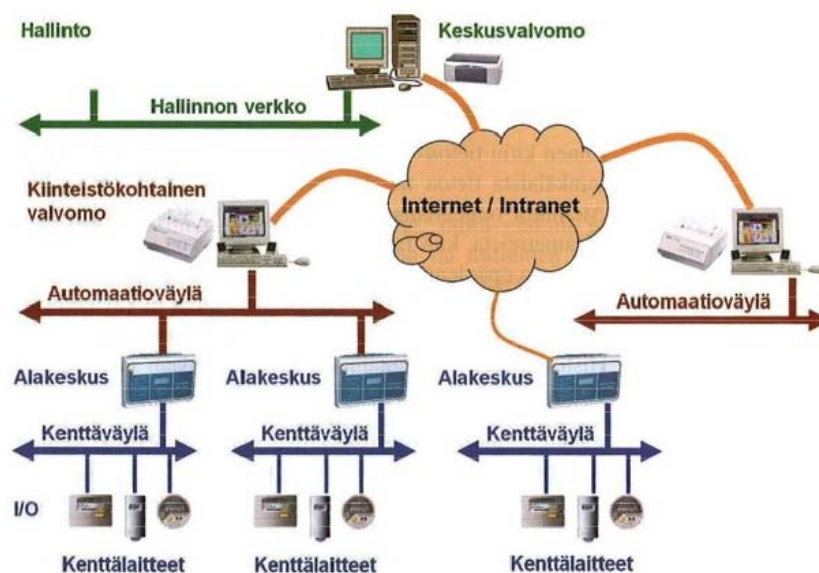 Hallinto
Keskusvalvomo
Hallinnon verkko
Kiinteistökohtainen
valvomo
Internet / Intranet
Automaatioväylä
Automaatioväylä
Alakeskus
Alakeskus
Alakeskus
Kenttäväylä
Kenttäväylä
Kenttäväylä
I/O
Kenttälaitteet
Kenttälaitteet
Kenttälaitteet